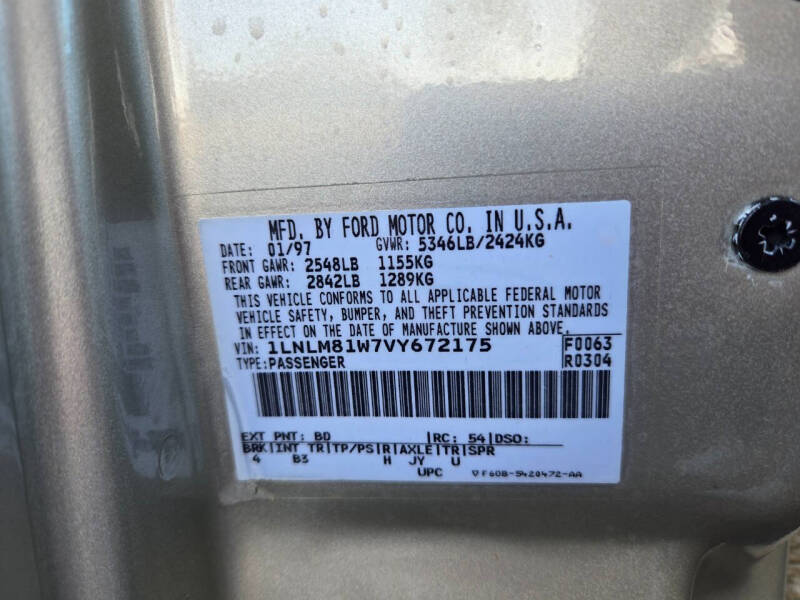 MFD. BY FORD MOTOR CO. IN U.S.A.
DATE: 01/97 GVWR: 5346LB/2424KG
FRONT GAWR: 2548LB 1155KG
REAR GAWR: 2842LB 1289KG
THIS VEHICLE CONFORMS TO ALL APPLICABLE FEDERAL MOTOR
VEHICLE SAFETY, BUMPER, AND THEFT PREVENTION STANDARDS
IN EFFECT ON THE DATE OF MANUFACTURE SHOWN ABOVE.
VIN: 1LNLM81W7VY672175 F0063
TYPE: PASSENGER R0304
EXT PNT: BD |RC: 54|DSO:
BRK|INT TR|TP/PS|R|AXLE|TR|SPR
4 B3 H JY U
UPC F60B-5420472-AA